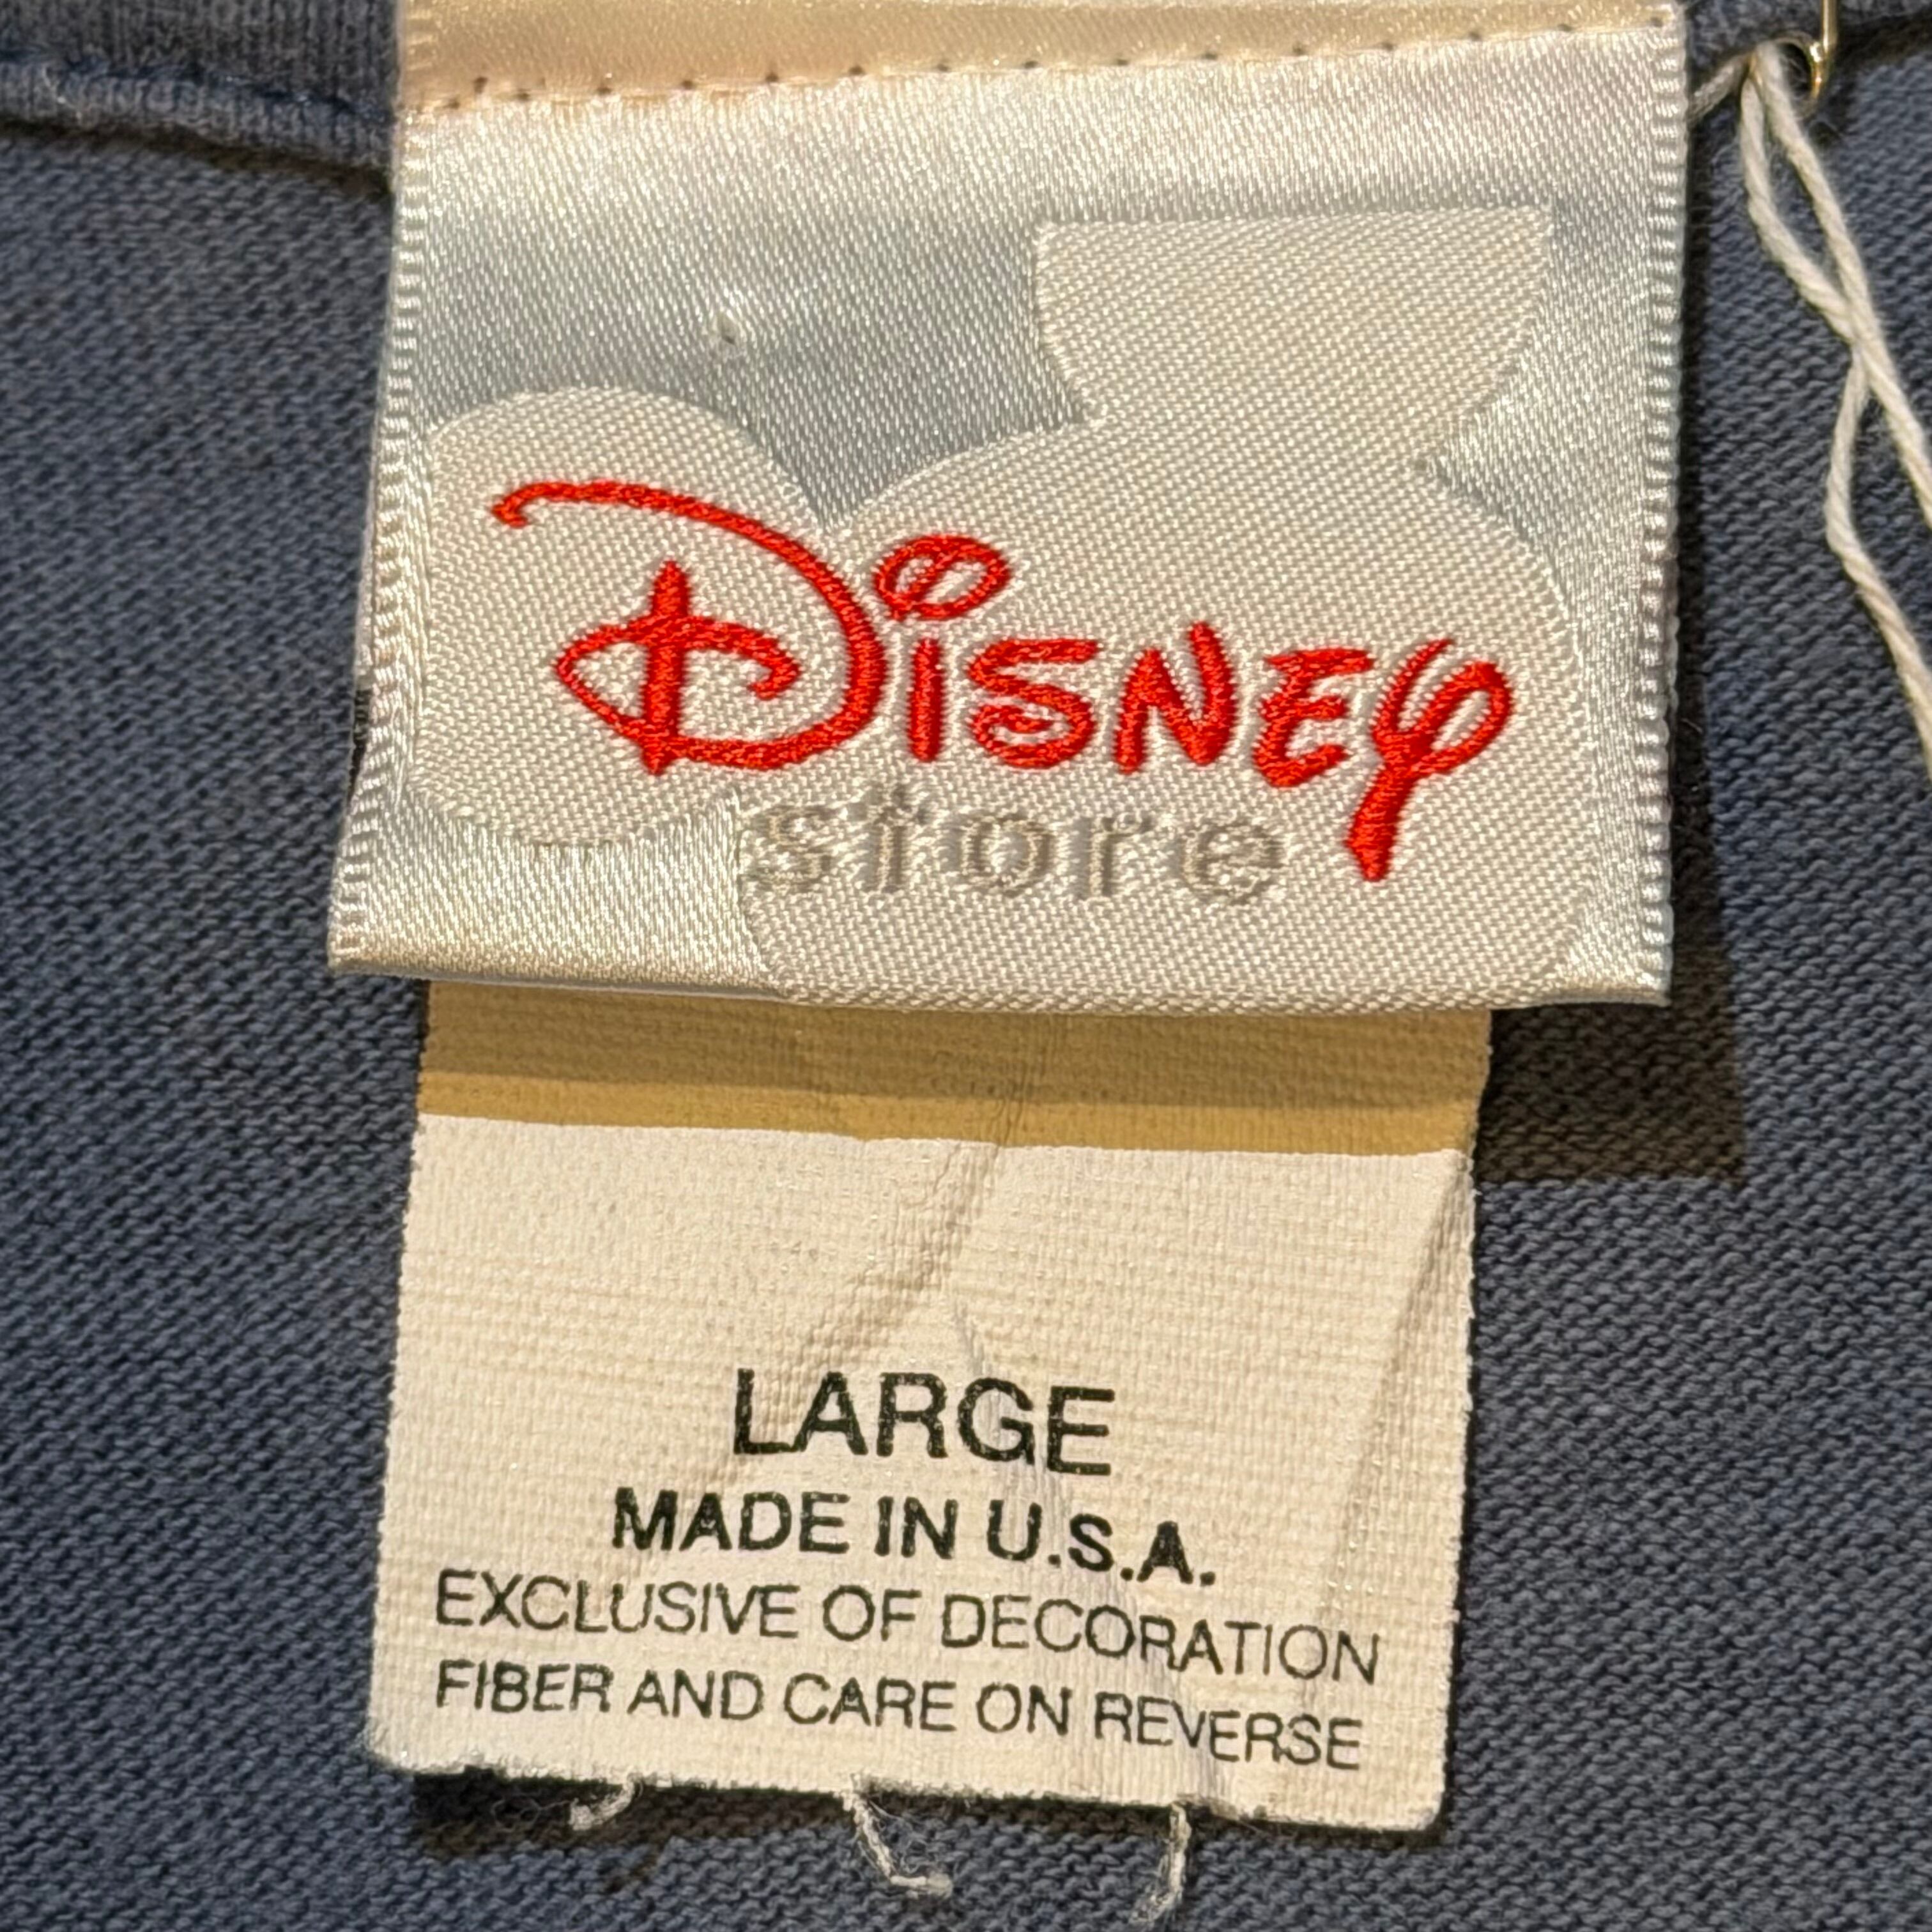 Disney
store
LARGE
MADE IN U.S.A.
EXCLUSIVE OF DECORATION
FIBER AND CARE ON REVERSE